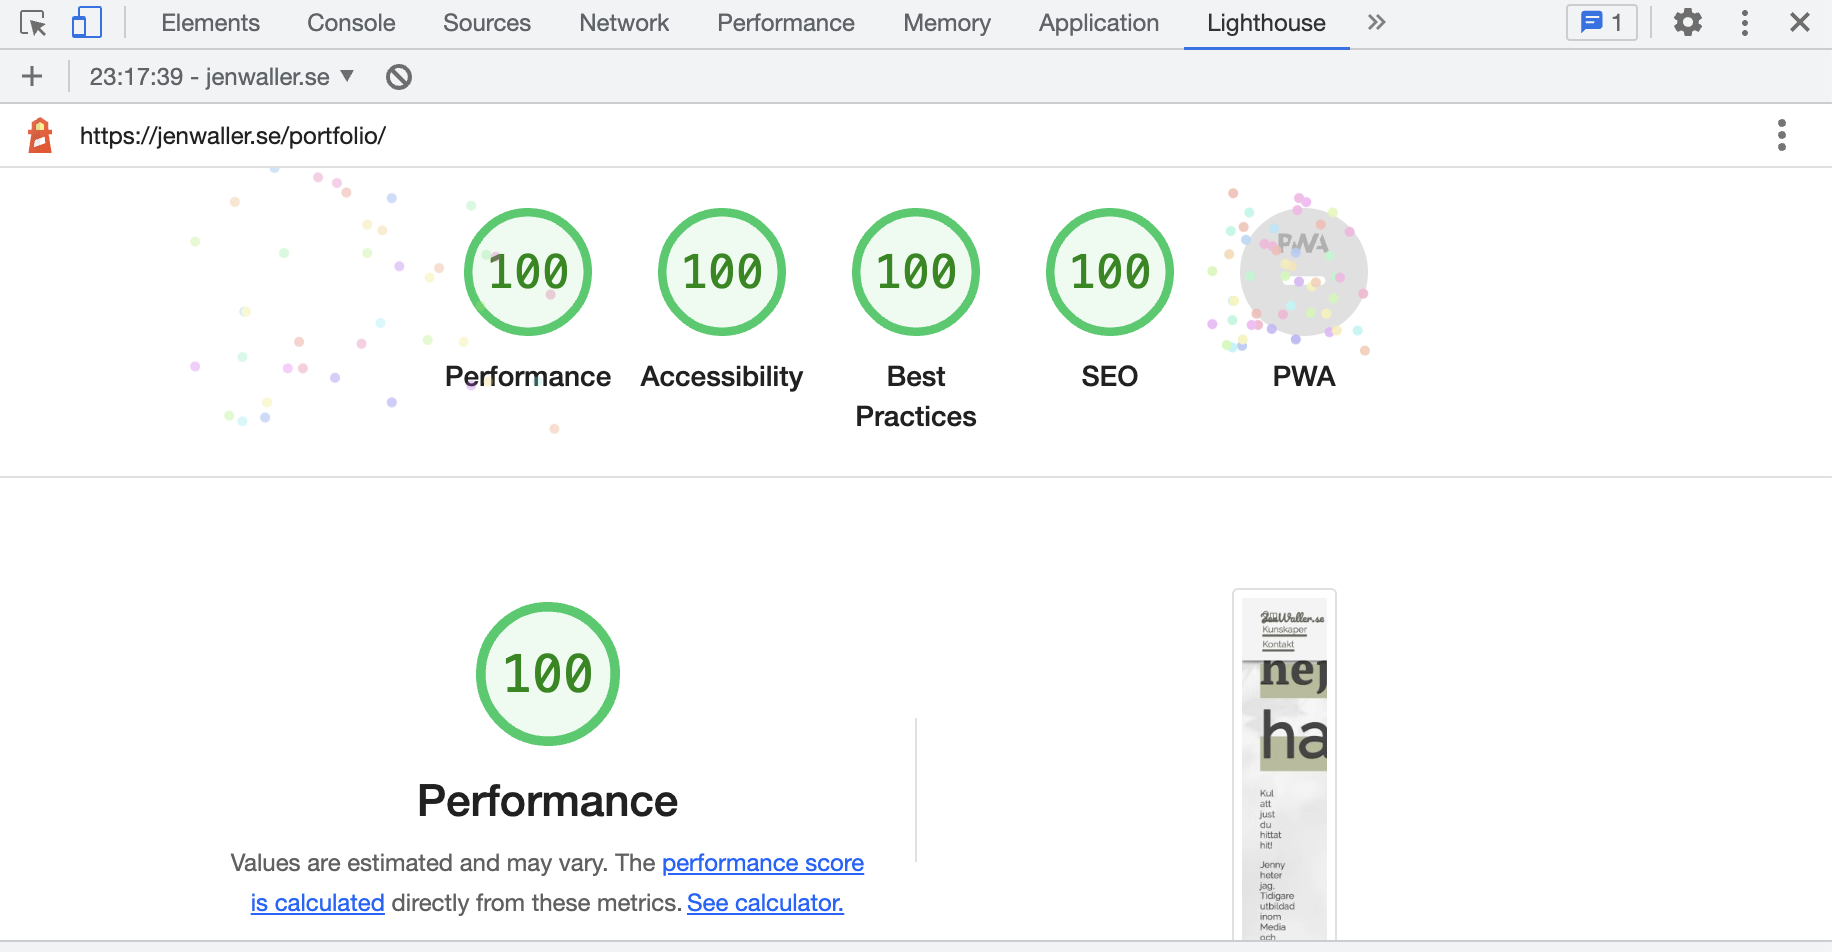 Elements Console Sources Network Performance Memory Application Lighthouse 1
23:17:39 - jenwaller.se
https://jenwaller.se/portfolio/
100 100 100 100 PWA
Performance Accessibility Best Practices SEO PWA
100
Performance
Values are estimated and may vary. The performance score
is calculated directly from these metrics. See calculator.
JenWaller.se
Kunskaper
Kontakt
hej
ha
Kul
att
just
du
hittat
hit!
Jenny
heter
jag.
Tidigare
utbildad
inom
Media
och